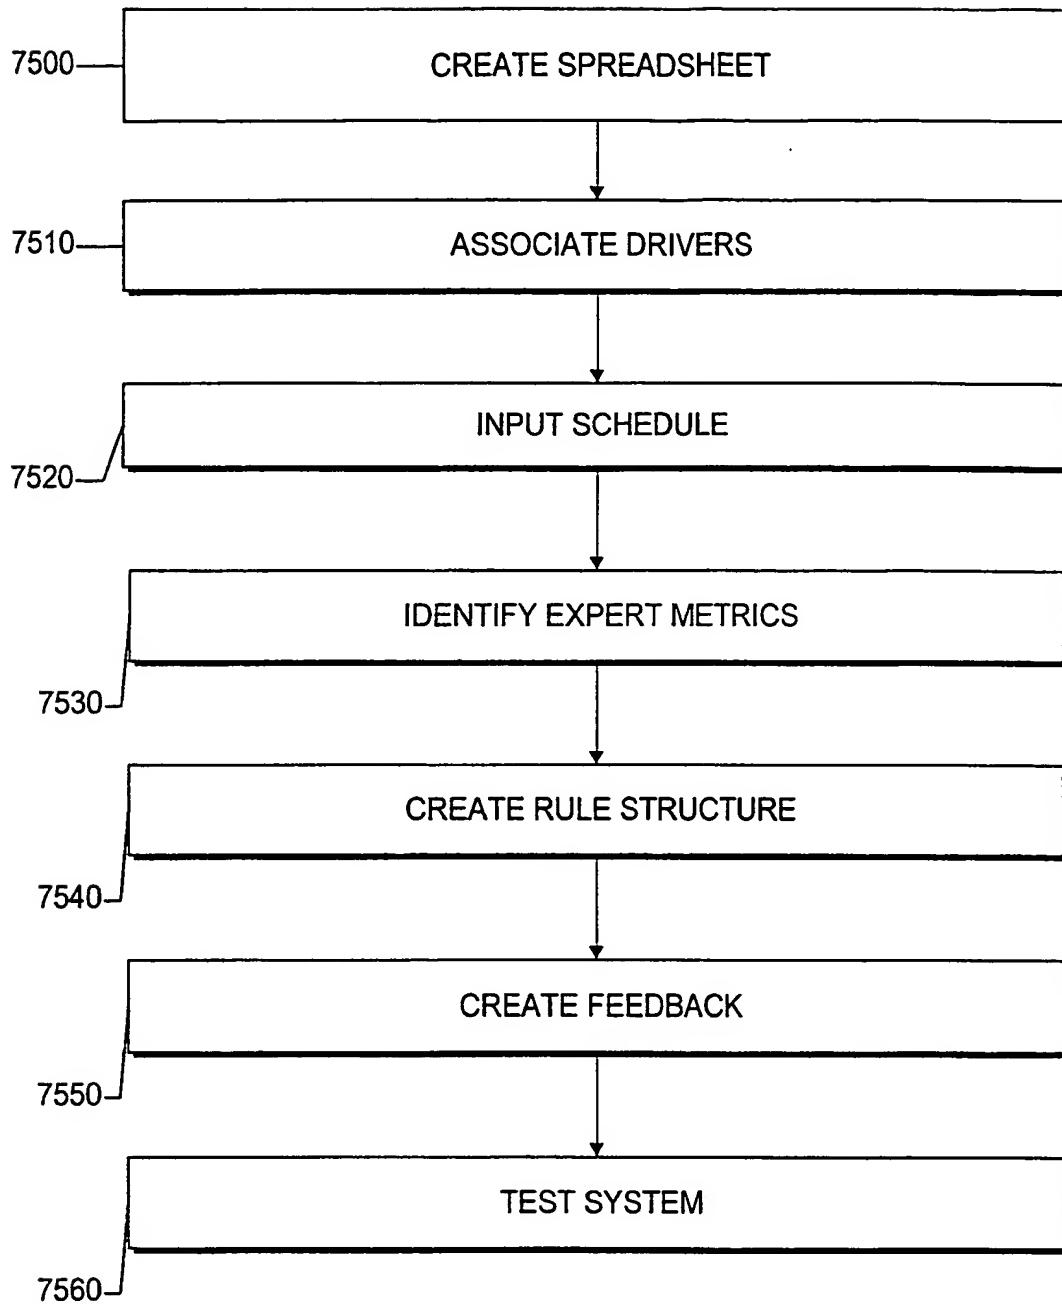 7500 CREATE SPREADSHEET
7510 ASSOCIATE DRIVERS
INPUT SCHEDULE
7520
IDENTIFY EXPERT METRICS
7530
CREATE RULE STRUCTURE
7540
CREATE FEEDBACK
7550
TEST SYSTEM
7560